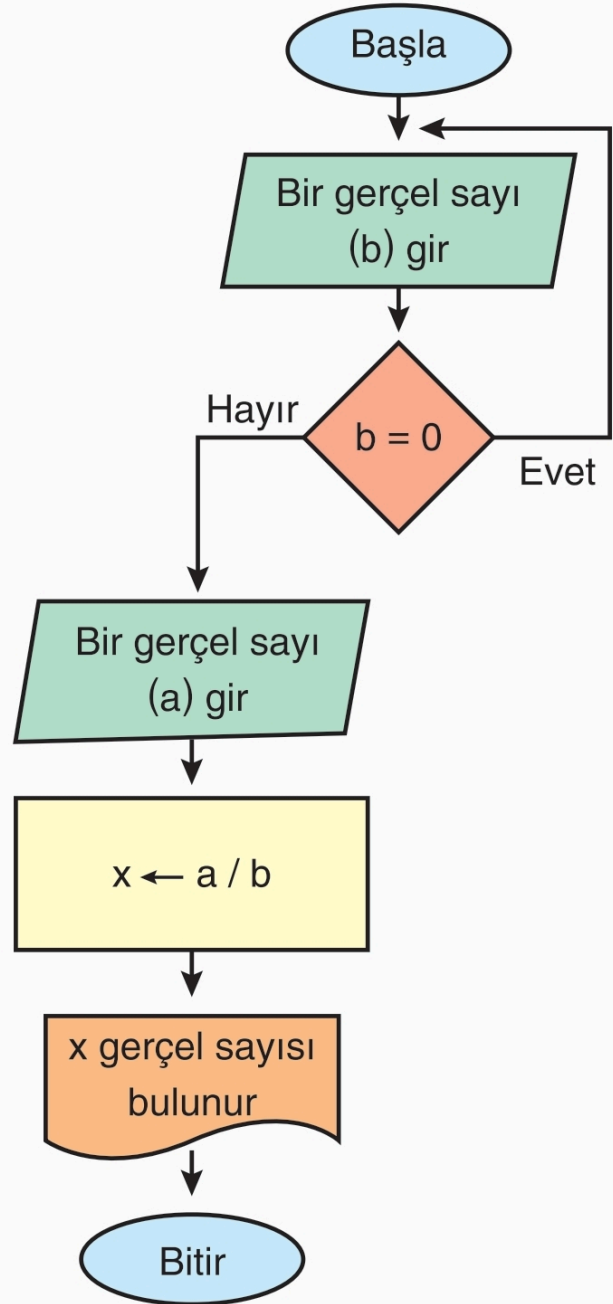 Başla
Bir gerçel sayı
(b) gir
Hayır
b = 0
Evet
Bir gerçel sayı
(a) gir
x ← a / b
x gerçel sayısı
bulunur
Bitir